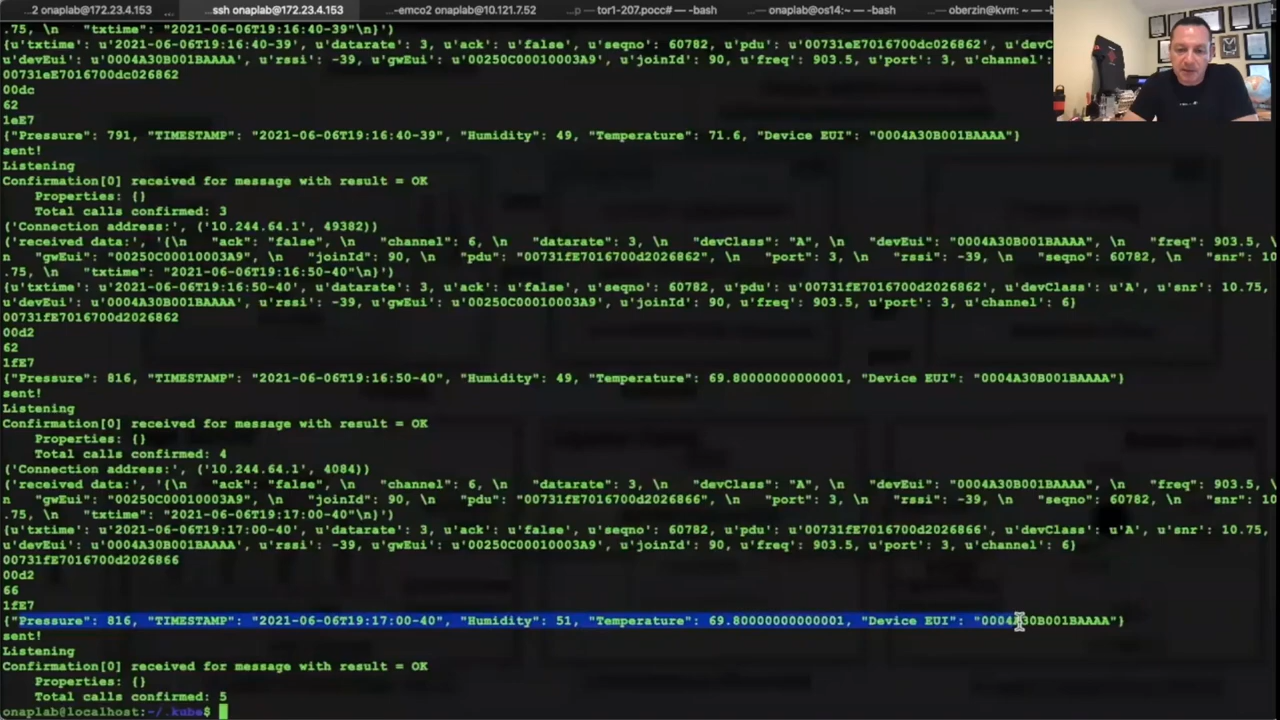 ...2 onaplab@172.23.4.153 ... ...ssh onaplab@172.23.4.153 ...-emco2 onaplab@10.121.7.52 ...p — tor1-207.pocc# — -bash ...— onaplab@os14:~ — -bash ...— oberzin@kvm: ~ — -b
.75, \n   "txtime": "2021-06-06T19:16:40-39"\n}')
{u'txtime': u'2021-06-06T19:16:40-39', u'datarate': 3, u'ack': u'false', u'seqno': 60782, u'pdu': u'00731eE7016700dc026862', u'devC
u'devEui': u'0004A30B001BAAAA', u'rssi': -39, u'gwEui': u'00250C00010003A9', u'joinId': 90, u'freq': 903.5, u'port': 3, u'channel':
00731eE7016700dc026862
00dc
62
1eE7
{"Pressure": 791, "TIMESTAMP": "2021-06-06T19:16:40-39", "Humidity": 49, "Temperature": 71.6, "Device EUI": "0004A30B001BAAAA"}
sent!
Listening
Confirmation[0] received for message with result = OK
Properties: {}
Total calls confirmed: 3
('Connection address:', ('10.244.64.1', 49382))
('received data:', '{\n   "ack": "false", \n   "channel": 6, \n   "datarate": 3, \n   "devClass": "A", \n   "devEui": "0004A30B001BAAAA", \n   "freq": 903.5, \
n   "gwEui": "00250C00010003A9", \n   "joinId": 90, \n   "pdu": "00731fE7016700d2026862", \n   "port": 3, \n   "rssi": -39, \n   "seqno": 60782, \n   "snr": 10
.75, \n   "txtime": "2021-06-06T19:16:50-40"\n}')
{u'txtime': u'2021-06-06T19:16:50-40', u'datarate': 3, u'ack': u'false', u'seqno': 60782, u'pdu': u'00731fE7016700d2026862', u'devClass': u'A', u'snr': 10.75,
u'devEui': u'0004A30B001BAAAA', u'rssi': -39, u'gwEui': u'00250C00010003A9', u'joinId': 90, u'freq': 903.5, u'port': 3, u'channel': 6}
00731fE7016700d2026862
00d2
62
1fE7
{"Pressure": 816, "TIMESTAMP": "2021-06-06T19:16:50-40", "Humidity": 49, "Temperature": 69.80000000000001, "Device EUI": "0004A30B001BAAAA"}
sent!
Listening
Confirmation[0] received for message with result = OK
Properties: {}
Total calls confirmed: 4
('Connection address:', ('10.244.64.1', 4084))
('received data:', '{\n   "ack": "false", \n   "channel": 6, \n   "datarate": 3, \n   "devClass": "A", \n   "devEui": "0004A30B001BAAAA", \n   "freq": 903.5, \
n   "gwEui": "00250C00010003A9", \n   "joinId": 90, \n   "pdu": "00731fE7016700d2026866", \n   "port": 3, \n   "rssi": -39, \n   "seqno": 60782, \n   "snr": 10
.75, \n   "txtime": "2021-06-06T19:17:00-40"\n}')
{u'txtime': u'2021-06-06T19:17:00-40', u'datarate': 3, u'ack': u'false', u'seqno': 60782, u'pdu': u'00731fE7016700d2026866', u'devClass': u'A', u'snr': 10.75,
u'devEui': u'0004A30B001BAAAA', u'rssi': -39, u'gwEui': u'00250C00010003A9', u'joinId': 90, u'freq': 903.5, u'port': 3, u'channel': 6}
00731fE7016700d2026866
00d2
66
1fE7
{"Pressure": 816, "TIMESTAMP": "2021-06-06T19:17:00-40", "Humidity": 51, "Temperature": 69.80000000000001, "Device EUI": "0004A30B001BAAAA"}
sent!
Listening
Confirmation[0] received for message with result = OK
Properties: {}
Total calls confirmed: 5
onaplab@localhost:~/.kube$